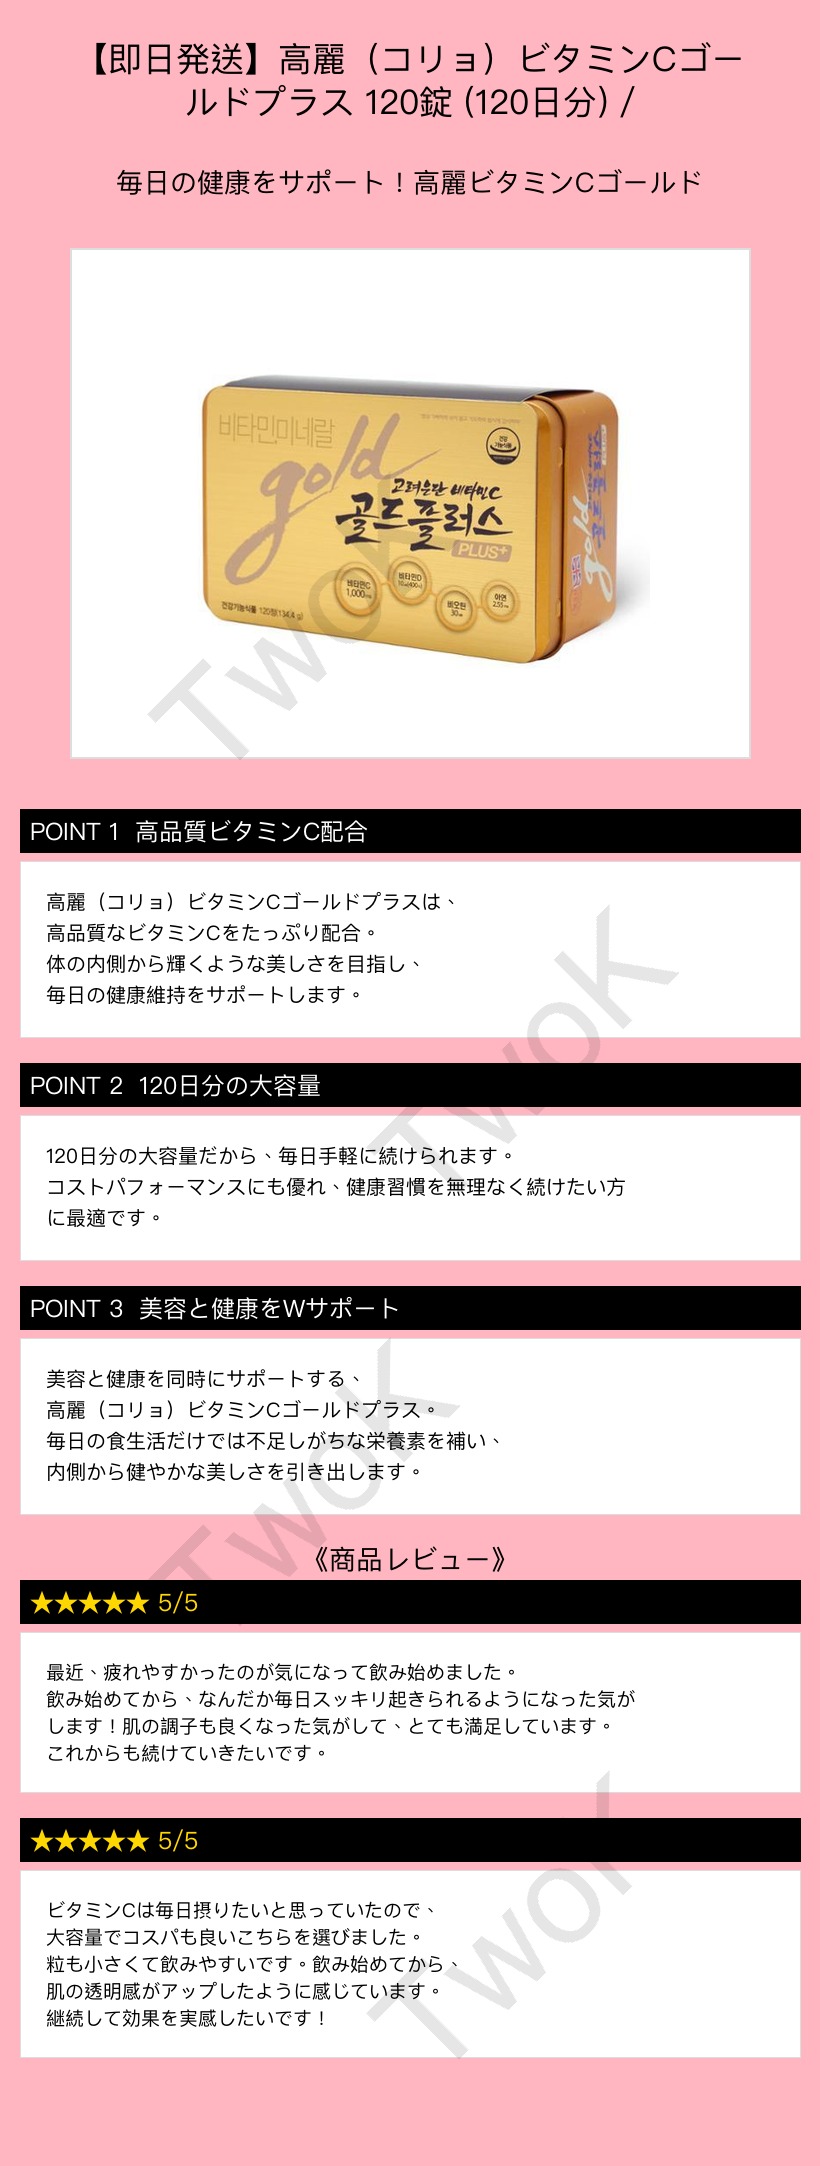 【即日発送】高麗（コリョ）ビタミンCゴー
ルドプラス 120錠 (120日分) /
毎日の健康をサポート！高麗ビタミンCゴールド
비타민미네랄
gold
건강
기능식품
고려은단 비타민C
골드플러스
PLUS+
비타민C
1,000mg
비타민D
비오틴
30
아연
2.55
건강기능식품 120정(134.4 g)
gold
TwoK
POINT 1 高品質ビタミンC配合
高麗（コリョ）ビタミンCゴールドプラスは、
高品質なビタミンCをたっぷり配合。
体の内側から輝くような美しさを目指し、
毎日の健康維持をサポートします。
TwoK
POINT 2 120日分の大容量
120日分の大容量だから、毎日手軽に続けられます。
コストパフォーマンスにも優れ、健康習慣を無理なく続けたい方
に最適です。
POINT 3 美容と健康をWサポート
美容と健康を同時にサポートする、
高麗（コリョ）ビタミンCゴールドプラス。
毎日の食生活だけでは不足しがちな栄養素を補い、
内側から健やかな美しさを引き出します。
TwoK
《商品レビュー》
★★★★★ 5/5
最近、疲れやすかったのが気になって飲み始めました。
飲み始めてから、なんだか毎日スッキリ起きられるようになった気が
します！肌の調子も良くなった気がして、とても満足しています。
これからも続けていきたいです。
★★★★★ 5/5
ビタミンCは毎日摂りたいと思っていたので、
大容量でコスパも良いこちらを選びました。
粒も小さくて飲みやすいです。飲み始めてから、
肌の透明感がアップしたように感じています。
継続して効果を実感したいです！
TwoK